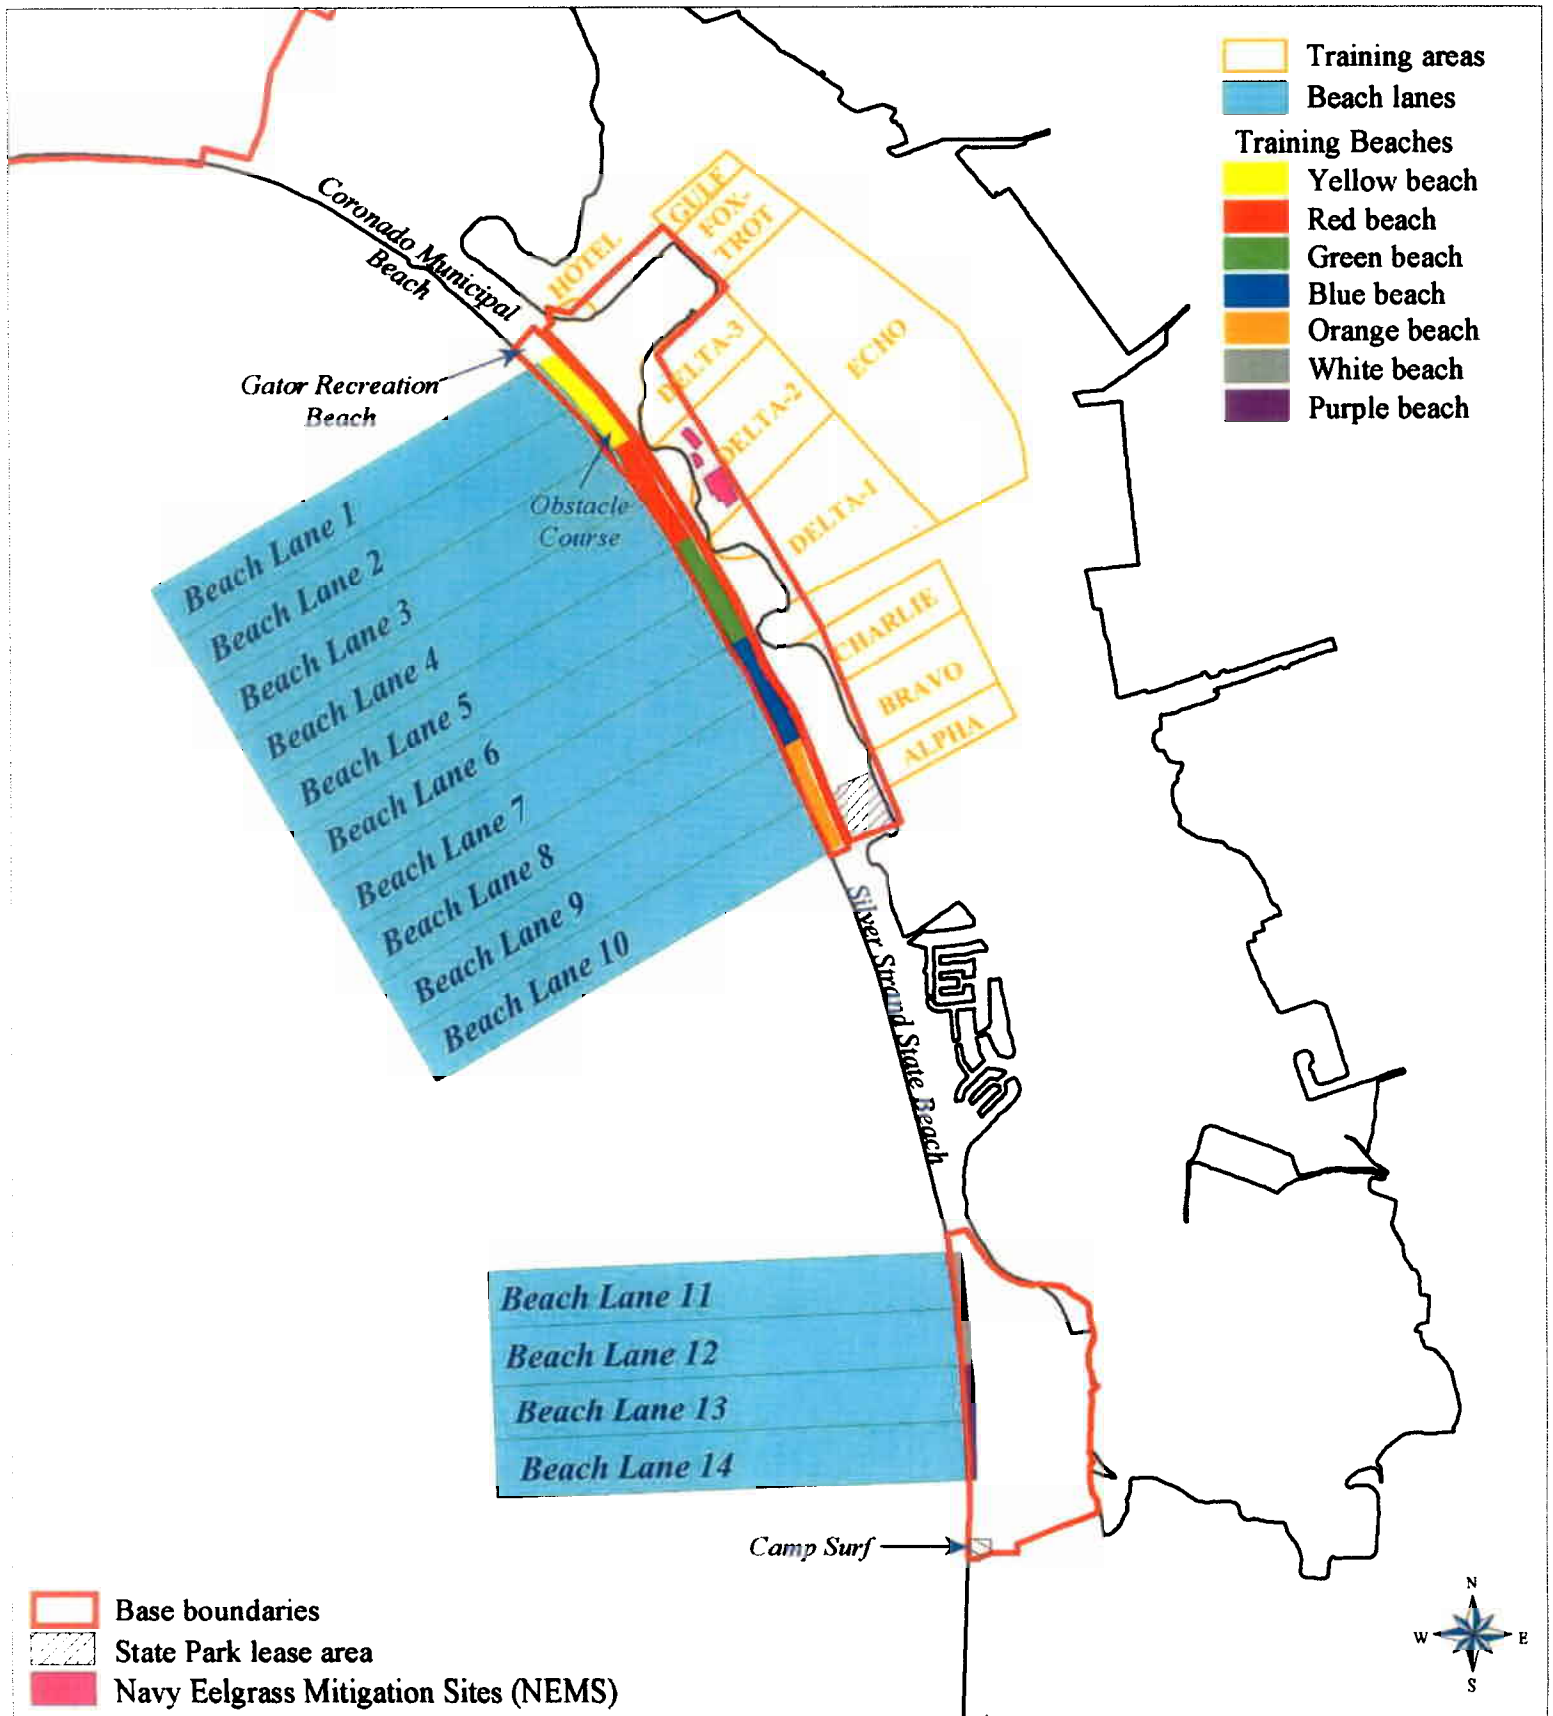 Training areas
Beach lanes
Training Beaches
Yellow beach
Red beach
Green beach
Blue beach
Orange beach
White beach
Purple beach
Coronado Municipal
Beach
GULF
FOX-
TROT
HOTEL
ECHO
DELTA-3
DELTA-2
DELTA-1
Gator Recreation
Beach
Obstacle
Course
CHARLIE
BRAVO
ALPHA
Beach Lane 1
Beach Lane 2
Beach Lane 3
Beach Lane 4
Beach Lane 5
Beach Lane 6
Beach Lane 7
Beach Lane 8
Beach Lane 9
Beach Lane 10
Silver Strand State Beach
Beach Lane 11
Beach Lane 12
Beach Lane 13
Beach Lane 14
Camp Surf
Base boundaries
State Park lease area
Navy Eelgrass Mitigation Sites (NEMS)
N
W
E
S